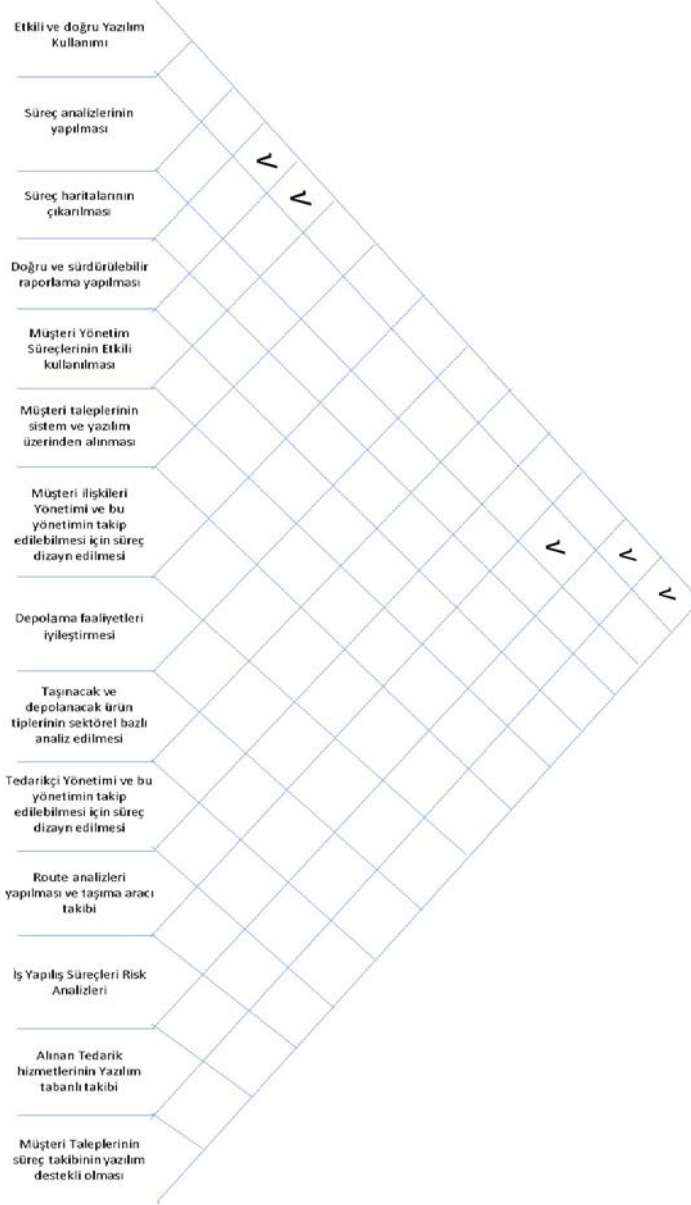 Etkili ve doğru Yazılım
Kullanımı
Süreç analizlerinin
yapılması
Süreç haritalarının
çıkarılması
Doğru ve sürdürülebilir
raporlama yapılması
Müşteri Yönetim
Süreçlerinin Etkili
kullanılması
Müşteri taleplerinin
sistem ve yazılım
üzerinden alınması
Müşteri ilişkileri
Yönetimi ve bu
yönetimin takip
edilebilmesi için süreç
dizayn edilmesi
Depolama faaliyetleri
iyileştirmesi
Taşınacak ve
depolanacak ürün
tiplerinin sektörel bazlı
analiz edilmesi
Tedarikçi Yönetimi ve bu
yönetimin takip
edilebilmesi için süreç
dizayn edilmesi
Route analizleri
yapılması ve taşıma aracı
takibi
İş Yapılış Süreçleri Risk
Analizleri
Alınan Tedarik
hizmetlerinin Yazılım
tabanlı takibi
Müşteri Taleplerinin
süreç takibinin yazılım
destekli olması